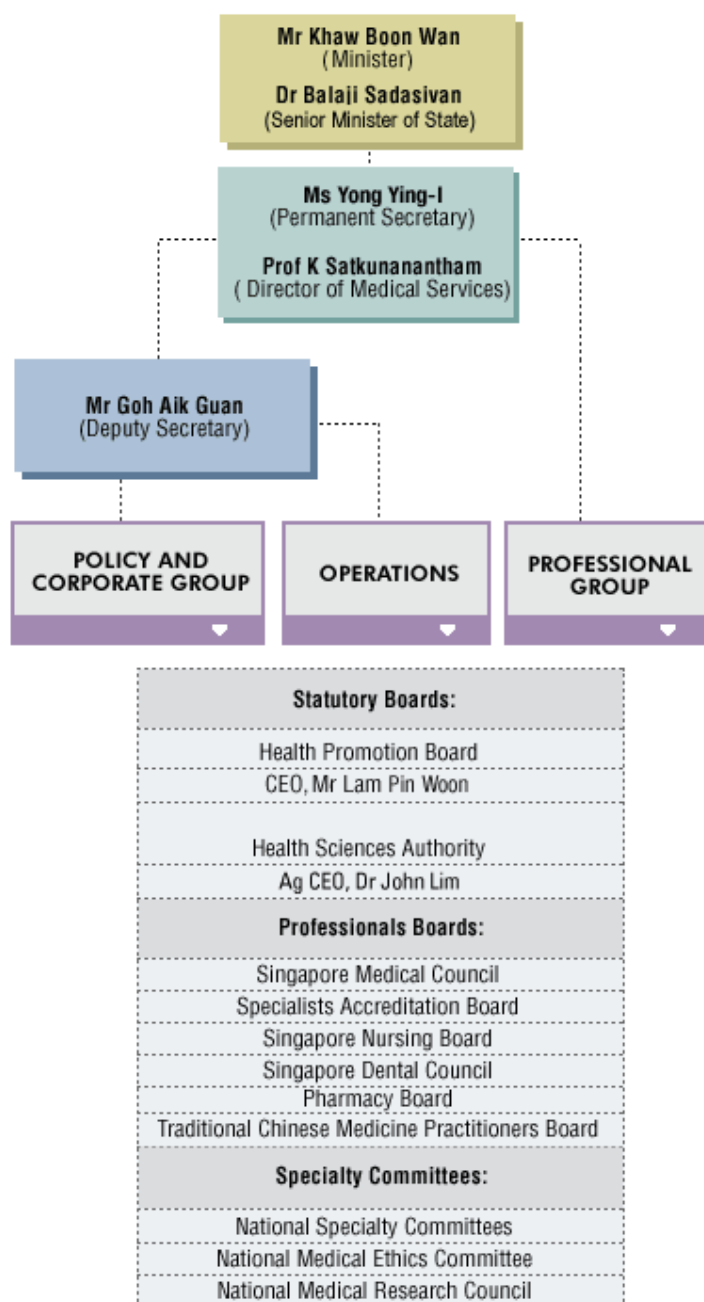 Mr Khaw Boon Wan
(Minister)
Dr Balaji Sadasivan
(Senior Minister of State)
Ms Yong Ying-I
(Permanent Secretary)
Prof K Satkunanantham
( Director of Medical Services)
Mr Goh Aik Guan
(Deputy Secretary)
POLICY AND
CORPORATE GROUP
OPERATIONS
PROFESSIONAL
GROUP
Statutory Boards:
Health Promotion Board
CEO, Mr Lam Pin Woon
Health Sciences Authority
Ag CEO, Dr John Lim
Professionals Boards:
Singapore Medical Council
Specialists Accreditation Board
Singapore Nursing Board
Singapore Dental Council
Pharmacy Board
Traditional Chinese Medicine Practitioners Board
Specialty Committees:
National Specialty Committees
National Medical Ethics Committee
National Medical Research Council